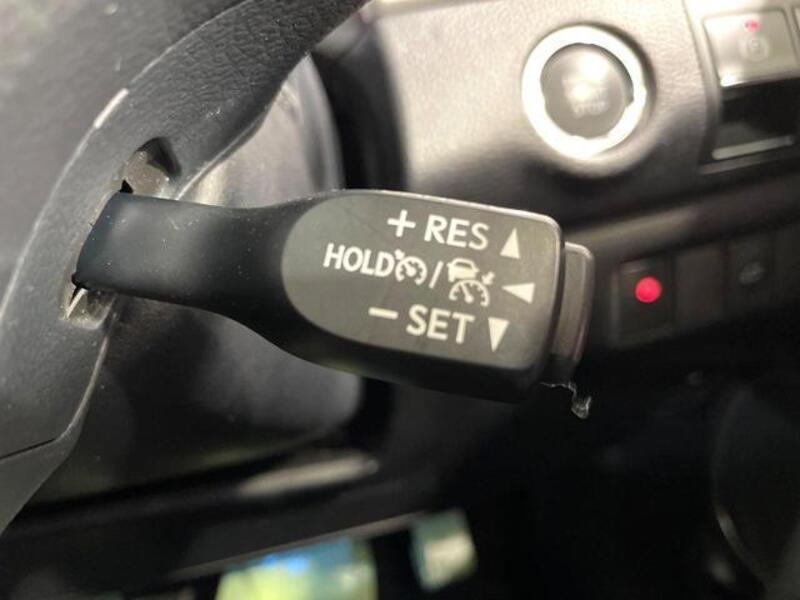 + RES ▲
HOLD / ◀
− SET ▼